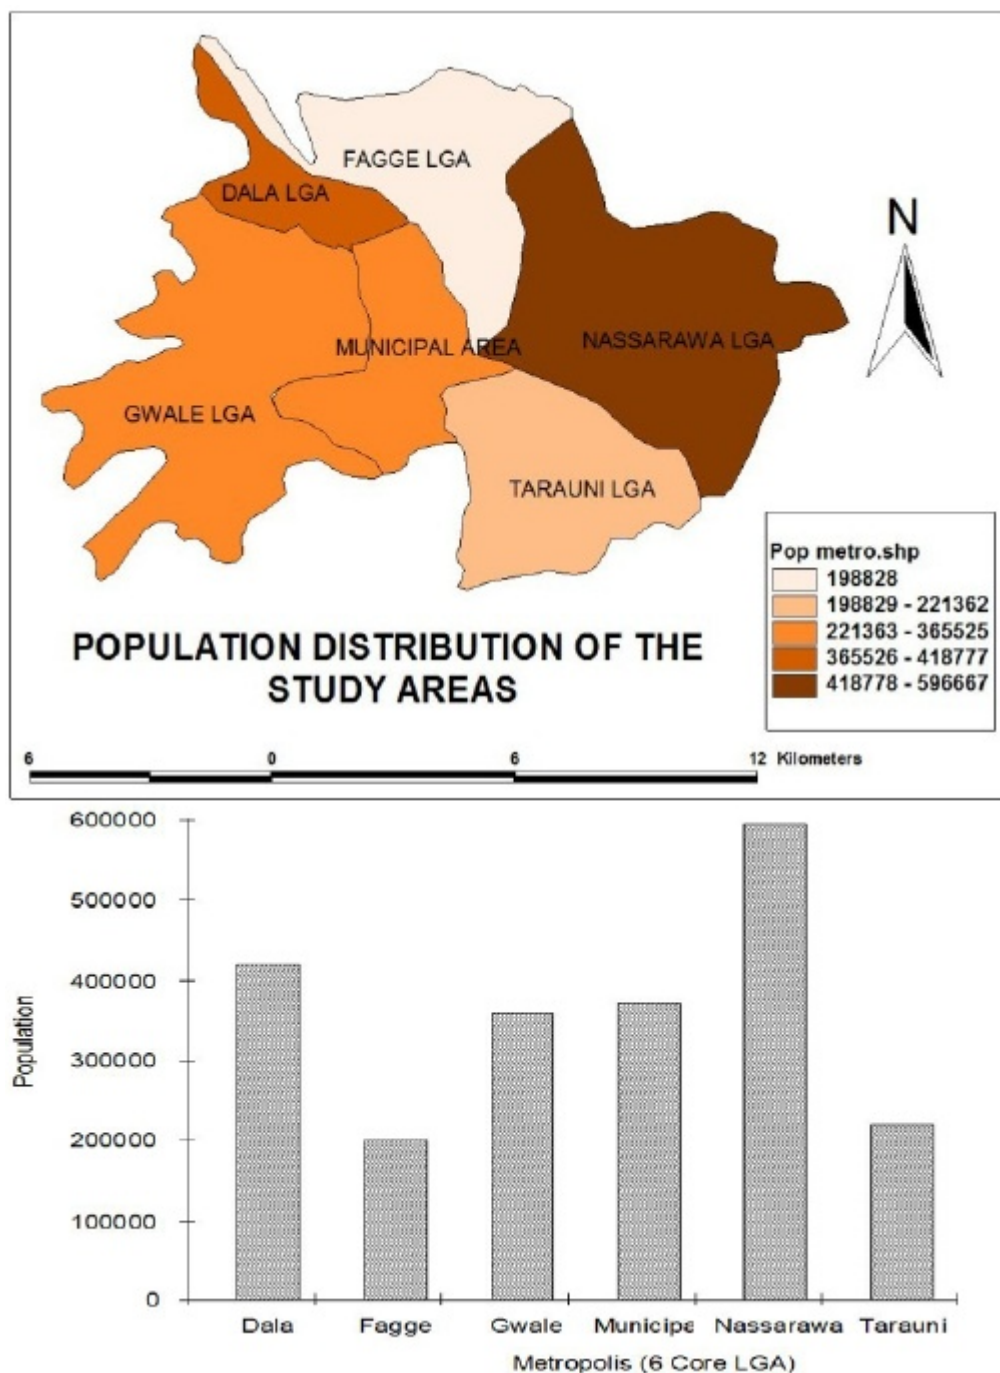 FAGGE LGA
DALA LGA
N
MUNICIPAL AREA
NASSARAWA LGA
GWALE LGA
TARAUNI LGA
Pop metro.shp
198828
198829 - 221362
221363 - 365525
365526 - 418777
418778 - 596667
POPULATION DISTRIBUTION OF THE
STUDY AREAS
6 0 6 12 Kilometers
600000
500000
400000
300000
200000
100000
0
Population
Dala Fagge Gwale Municipa Nassarawa Tarauni
Metropolis (6 Core LGA)